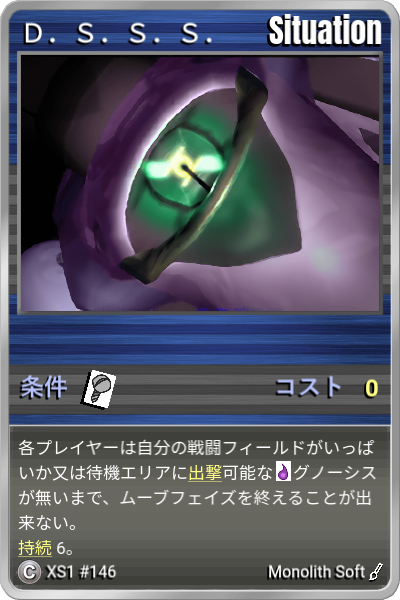 Ｄ．Ｓ．Ｓ．Ｓ．
Situation
条件
コスト 0
各プレイヤーは自分の戦闘フィールドがいっぱ
いか又は待機エリアに出撃可能なグノーシス
が無いまで、ムーブフェイズを終えることが出
来ない。
持続 6。
C XS1 #146
Monolith Soft